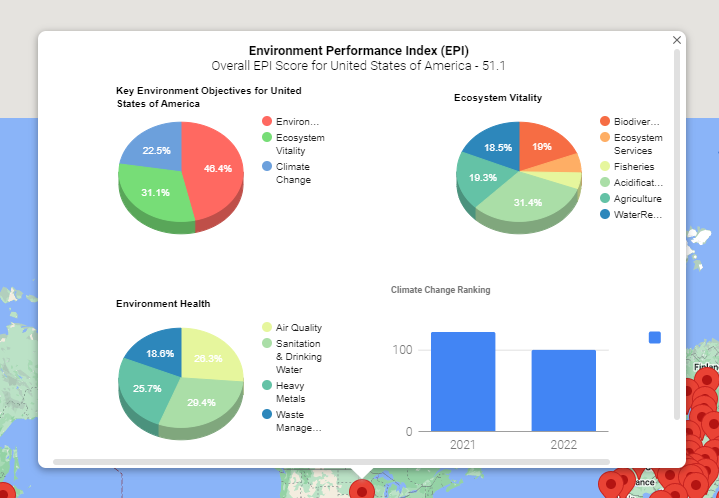 Environment Performance Index (EPI)
Overall EPI Score for United States of America - 51.1
Key Environment Objectives for United
States of America
46.4%
31.1%
22.5%
Environ...
Ecosystem
Vitality
Climate
Change
Ecosystem Vitality
19%
31.4%
19.3%
18.5%
Biodiver...
Ecosystem
Services
Fisheries
Acidificat...
Agriculture
WaterRe...
Environment Health
26.3%
29.4%
25.7%
18.6%
Air Quality
Sanitation
& Drinking
Water
Heavy
Metals
Waste
Manage...
Climate Change Ranking
100
0
2021
2022